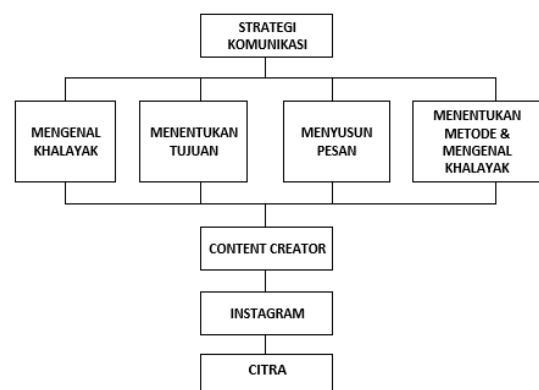 STRATEGI
KOMUNIKASI
MENGENAL
KHALAYAK
MENENTUKAN
TUJUAN
MENYUSUN
PESAN
MENENTUKAN
METODE &
MENGENAL
KHALAYAK
CONTENT CREATOR
INSTAGRAM
CITRA